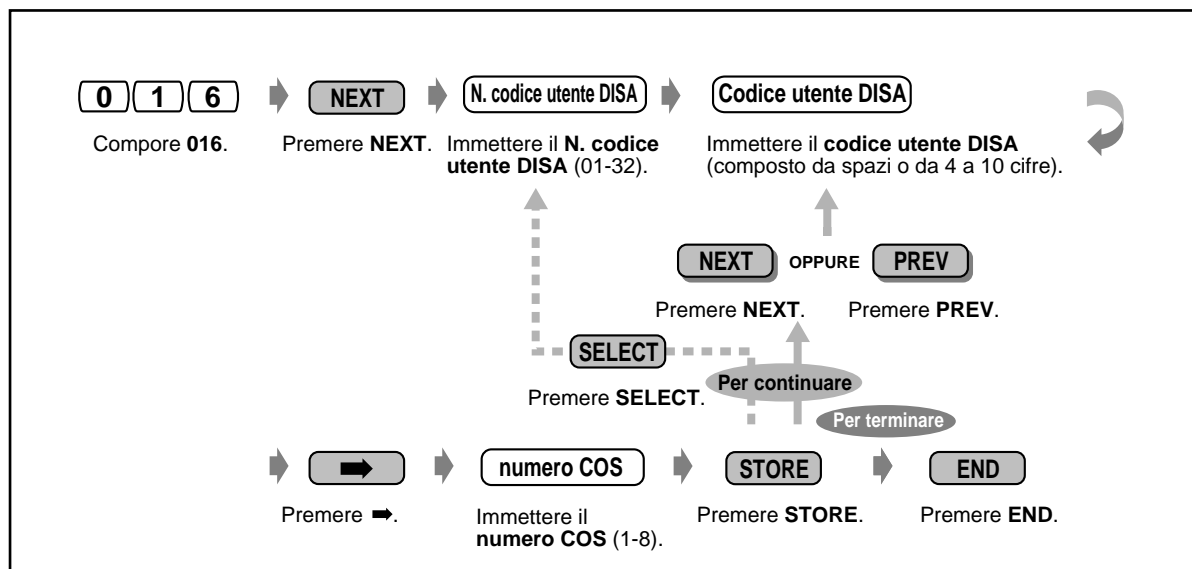 0 1 6 NEXT N. codice utente DISA Codice utente DISA
Compore 016. Premere NEXT. Immettere il N. codice utente DISA (01-32). Immettere il codice utente DISA (composto da spazi o da 4 a 10 cifre).
NEXT OPPURE PREV
Premere NEXT. Premere PREV.
SELECT
Per continuare
Premere SELECT.
Per terminare
➡ numero COS STORE END
Premere ➡. Immettere il numero COS (1-8). Premere STORE. Premere END.